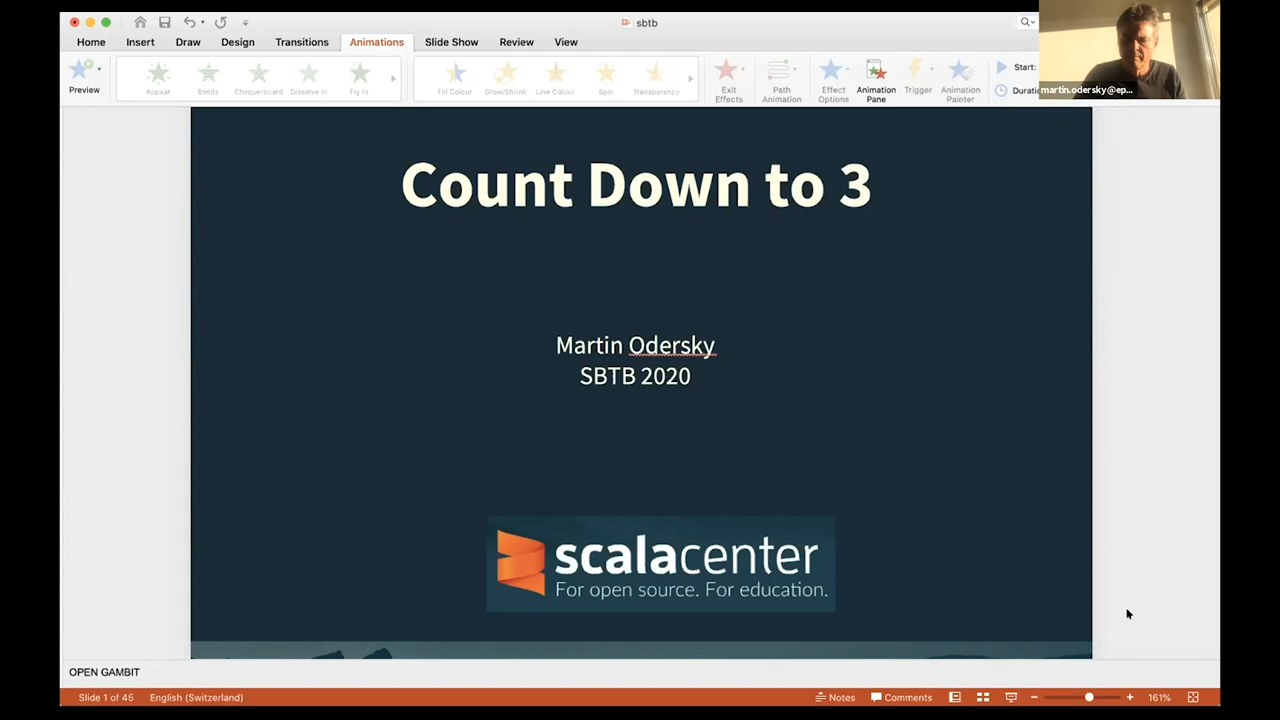 sbtb
Home Insert Draw Design Transitions Animations Slide Show Review View
Preview
Appear Blinds Chequerboard Dissolve In Fly In
Fill Colour Grow/Shrink Line Colour Spin Transparency
Exit Effects
Path Animation
Effect Options
Animation Pane
Trigger
Animation Painter
Start:
martin.odersky@ep...
Count Down to 3
Martin Odersky
SBTB 2020
scalacenter
For open source. For education.
OPEN GAMBIT
Slide 1 of 45 English (Switzerland) Notes Comments 161%